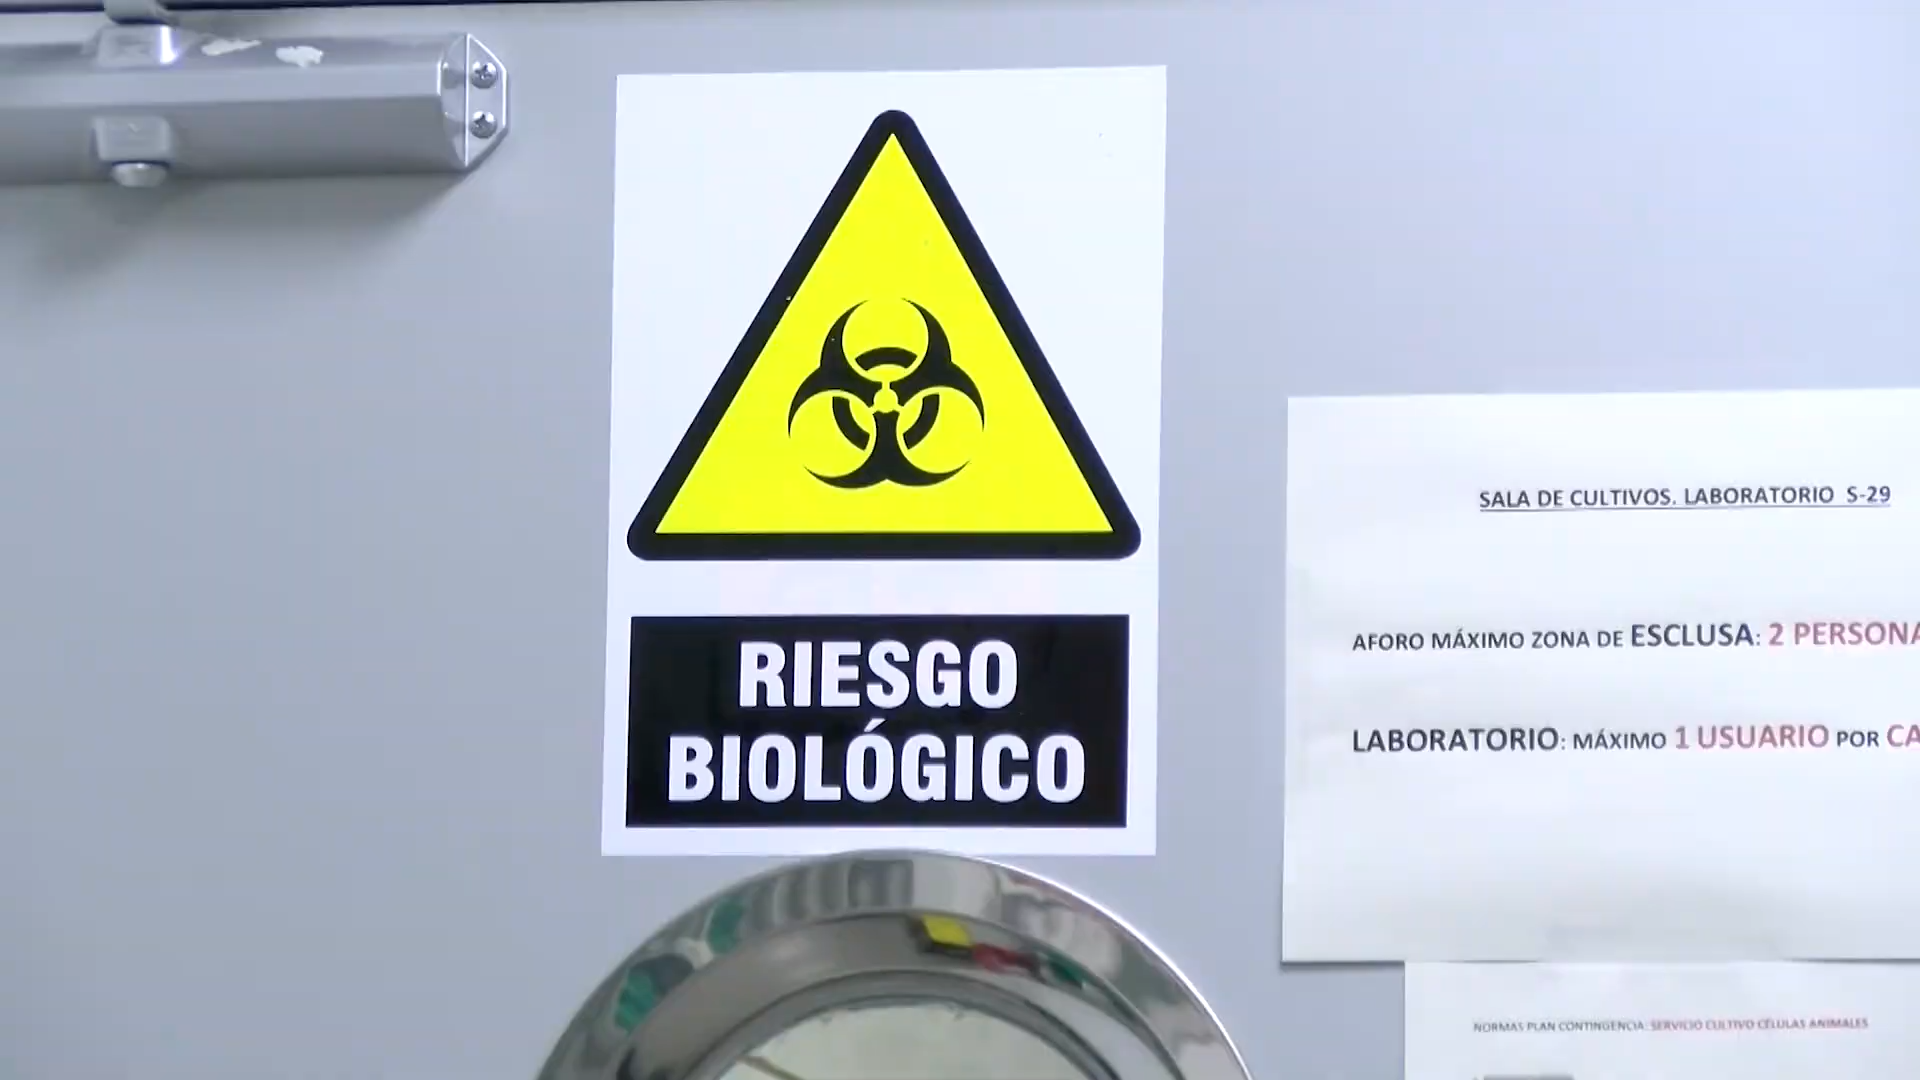 RIESGO
BIOLÓGICO
SALA DE CULTIVOS. LABORATORIO S-29
AFORO MÁXIMO ZONA DE ESCLUSA: 2 PERSONA
LABORATORIO: MÁXIMO 1 USUARIO POR CA
NORMAS PLAN CONTINGENCIA: SERVICIO CULTIVO CÉLULAS ANIMALES